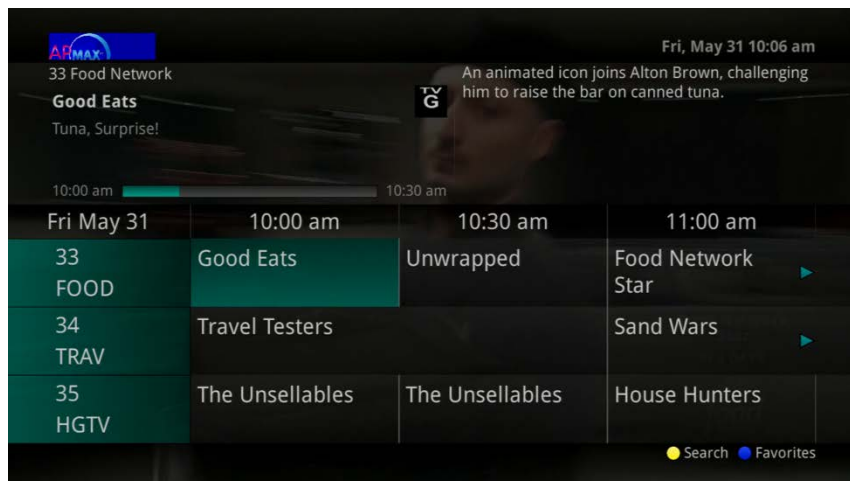 APMAX
Fri, May 31 10:06 am
33 Food Network
Good Eats
Tuna, Surprise!
TV
G
An animated icon joins Alton Brown, challenging
him to raise the bar on canned tuna.
10:00 am 10:30 am
Fri May 31 10:00 am 10:30 am 11:00 am
33
FOOD
Good Eats
Unwrapped
Food Network
Star
34
TRAV
Travel Testers
Sand Wars
35
HGTV
The Unsellables
The Unsellables
House Hunters
Search Favorites